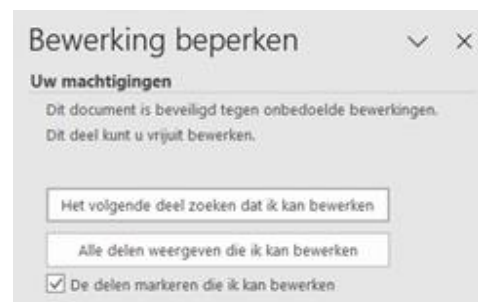 Bewerking beperken
Uw machtigingen
Dit document is beveiligd tegen onbedoelde bewerkingen.
Dit deel kunt u vrijuit bewerken.
Het volgende deel zoeken dat ik kan bewerken
Alle delen weergeven die ik kan bewerken
De delen markeren die ik kan bewerken